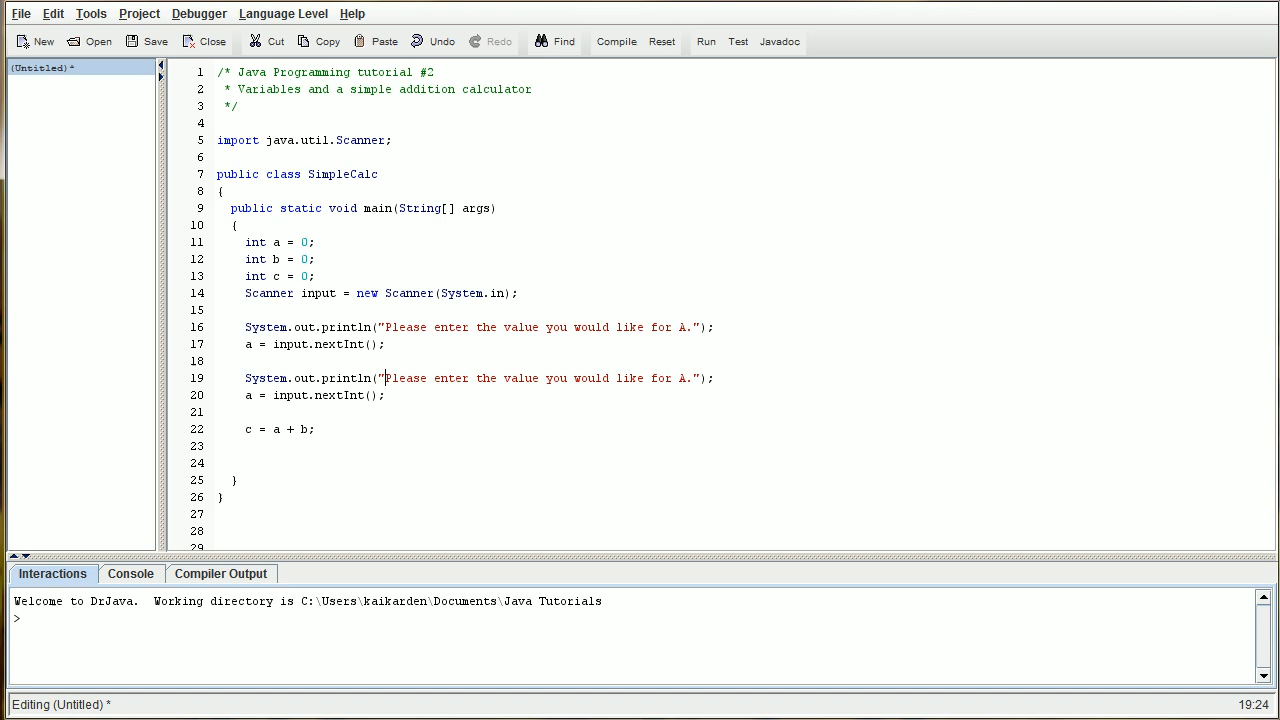 File Edit Tools Project Debugger Language Level Help
New Open Save Close Cut Copy Paste Undo Redo Find Compile Reset Run Test Javadoc
(Untitled) *
1 /* Java Programming tutorial #2
2 * Variables and a simple addition calculator
3 */
4
5 import java.util.Scanner;
6
7 public class SimpleCalc
8 {
9 public static void main(String[] args)
10 {
11 int a = 0;
12 int b = 0;
13 int c = 0;
14 Scanner input = new Scanner(System.in);
15
16 System.out.println("Please enter the value you would like for A.");
17 a = input.nextInt();
18
19 System.out.println("Please enter the value you would like for A.");
20 a = input.nextInt();
21
22 c = a + b;
23
24
25 }
26 }
27
28
29
Interactions Console Compiler Output
Welcome to DrJava. Working directory is C:\Users\kaikarden\Documents\Java Tutorials
>
Editing (Untitled) * 19:24